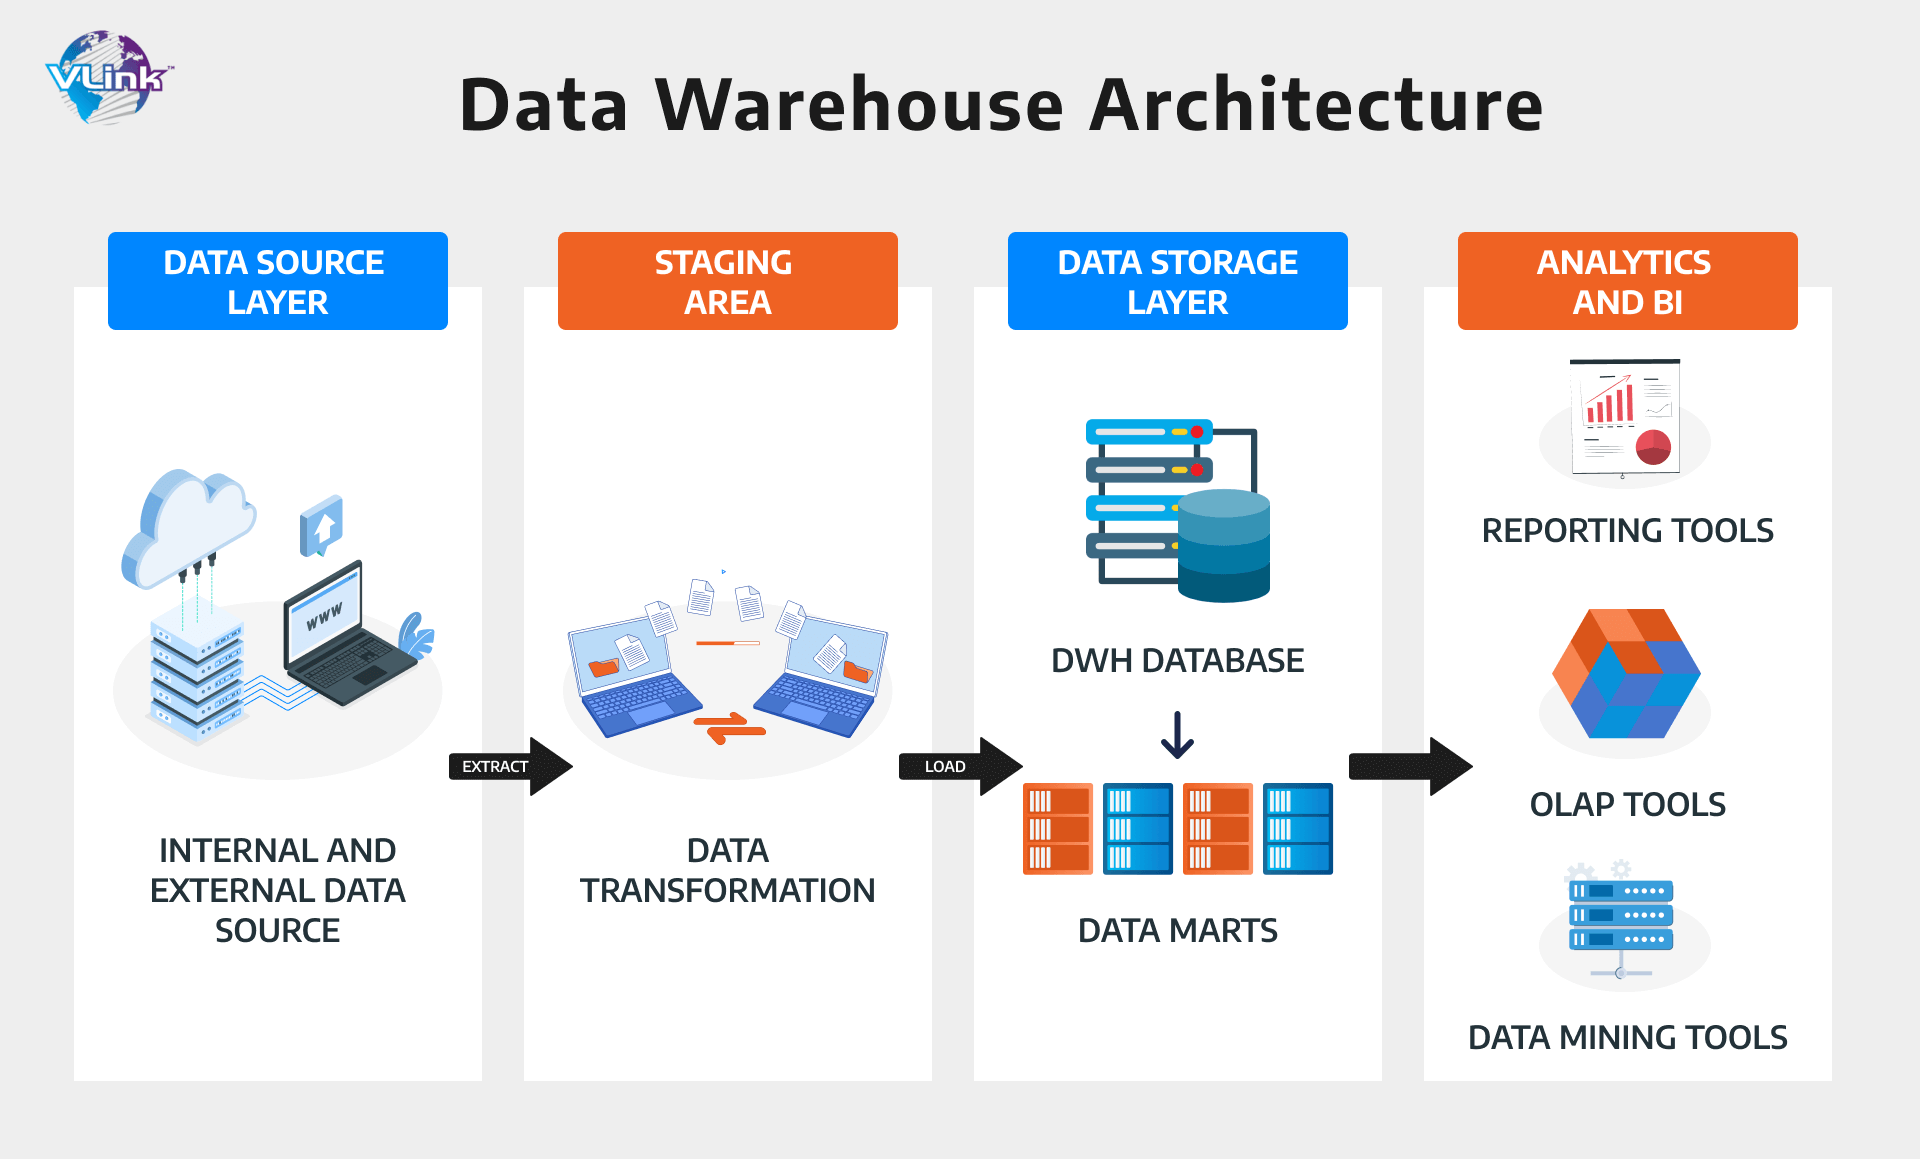 VLink™
Data Warehouse Architecture
DATA SOURCE
LAYER
WWW
EXTRACT
INTERNAL AND
EXTERNAL DATA
SOURCE
STAGING
AREA
LOAD
DATA
TRANSFORMATION
DATA STORAGE
LAYER
DWH DATABASE
DATA MARTS
ANALYTICS
AND BI
REPORTING TOOLS
OLAP TOOLS
DATA MINING TOOLS